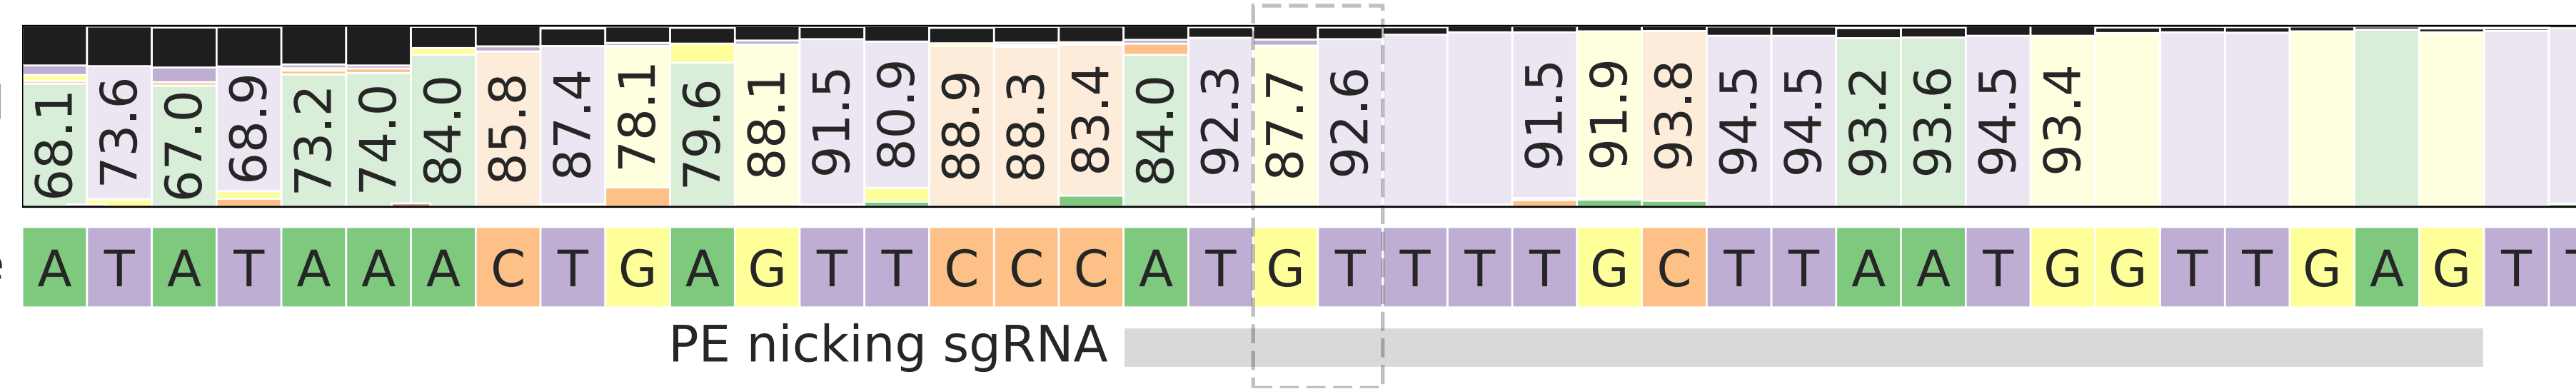 68.1 73.6 67.0 68.9 73.2 74.0 84.0 85.8 87.4 78.1 79.6 88.1 91.5 80.9 88.9 88.3 83.4 84.0 92.3 87.7 92.6 91.5 91.9 93.8 94.5 94.5 93.2 93.6 94.5 93.4
A T A T A A A C T G A G T T C C C A T G T T T T G C T T A A T G G T T G A G T
PE nicking sgRNA